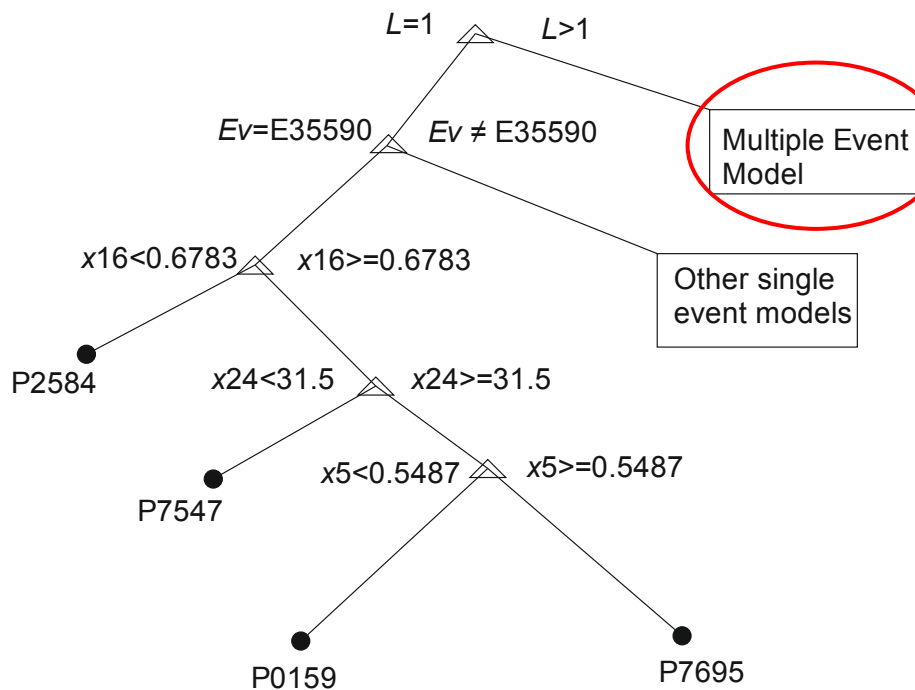 L=1
L>1
Ev=E35590
Ev ≠ E35590
Multiple Event
Model
x16<0.6783
x16>=0.6783
Other single
event models
P2584
x24<31.5
x24>=31.5
P7547
x5<0.5487
x5>=0.5487
P0159
P7695